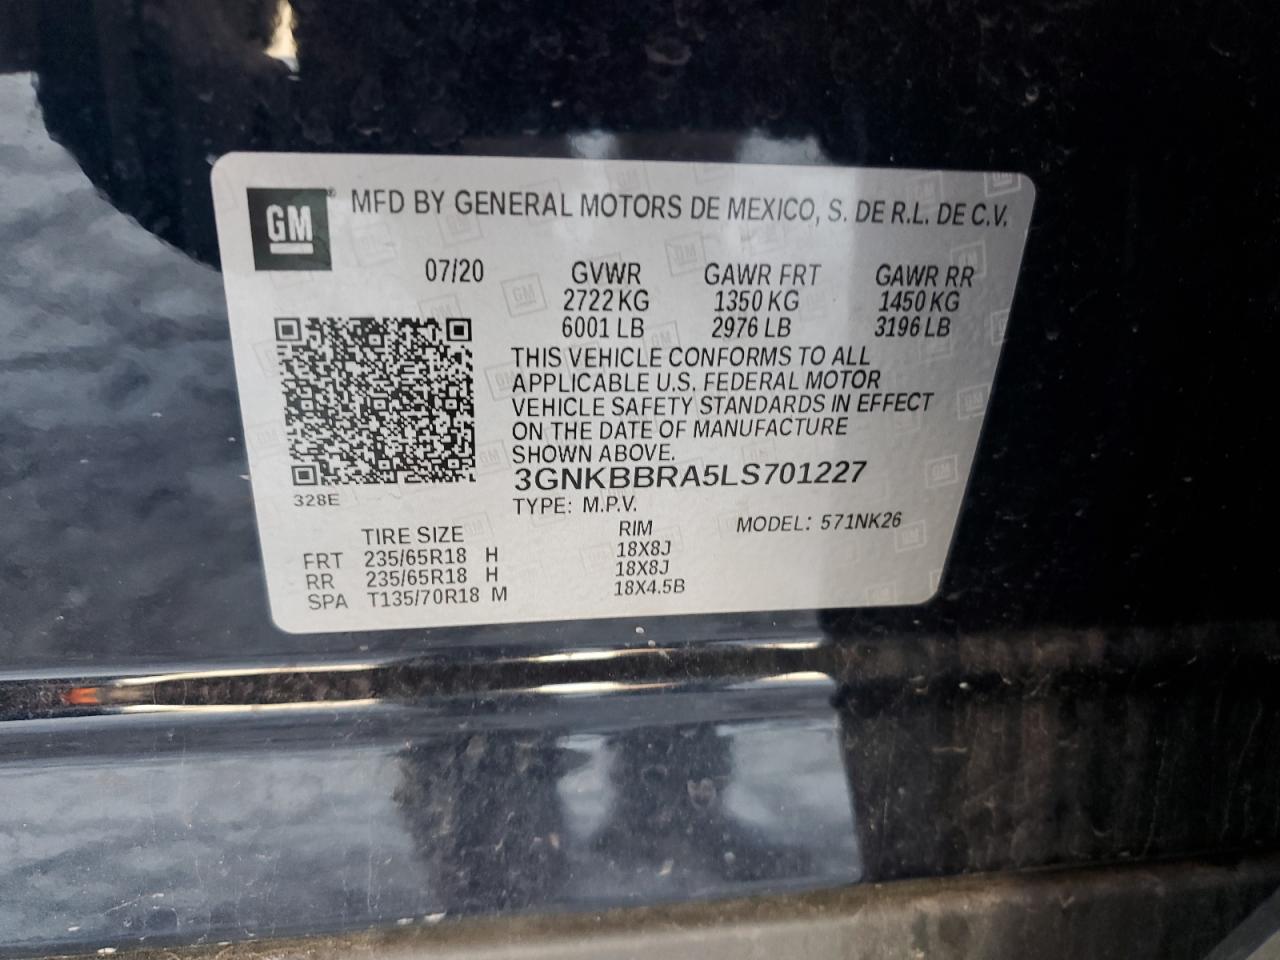 GM
MFD BY GENERAL MOTORS DE MEXICO, S. DE R.L. DE C.V.
07/20 GVWR GAWR FRT GAWR RR
2722 KG 1350 KG 1450 KG
6001 LB 2976 LB 3196 LB
THIS VEHICLE CONFORMS TO ALL
APPLICABLE U.S. FEDERAL MOTOR
VEHICLE SAFETY STANDARDS IN EFFECT
ON THE DATE OF MANUFACTURE
SHOWN ABOVE.
3GNKBBRA5LS701227
328E
TYPE: M.P.V.
TIRE SIZE RIM MODEL: 571NK26
FRT 235/65R18 H 18X8J
RR 235/65R18 H 18X8J
SPA T135/70R18 M 18X4.5B